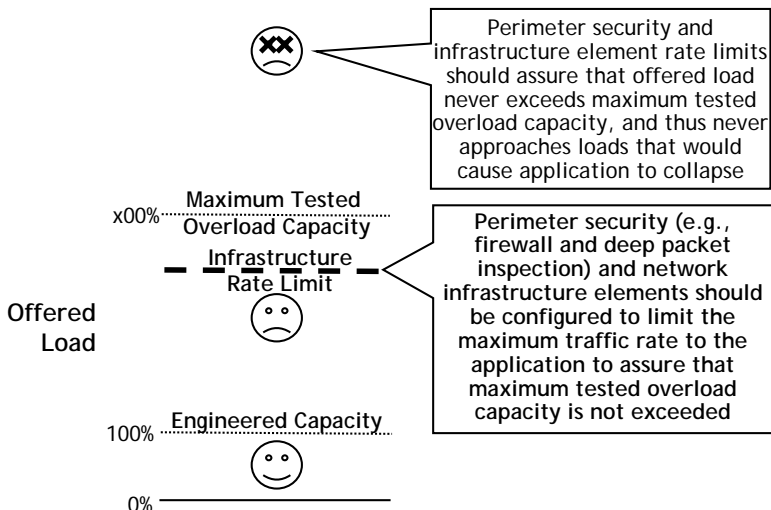 Perimeter security and
infrastructure element rate limits
should assure that offered load
never exceeds maximum tested
overload capacity, and thus never
approaches loads that would
cause application to collapse
Maximum Tested
x00%
Overload Capacity
Infrastructure
Rate Limit
Perimeter security (e.g.,
firewall and deep packet
inspection) and network
infrastructure elements should
be configured to limit the
maximum traffic rate to the
application to assure that
maximum tested overload
capacity is not exceeded
Offered
Load
Engineered Capacity
100%
0%